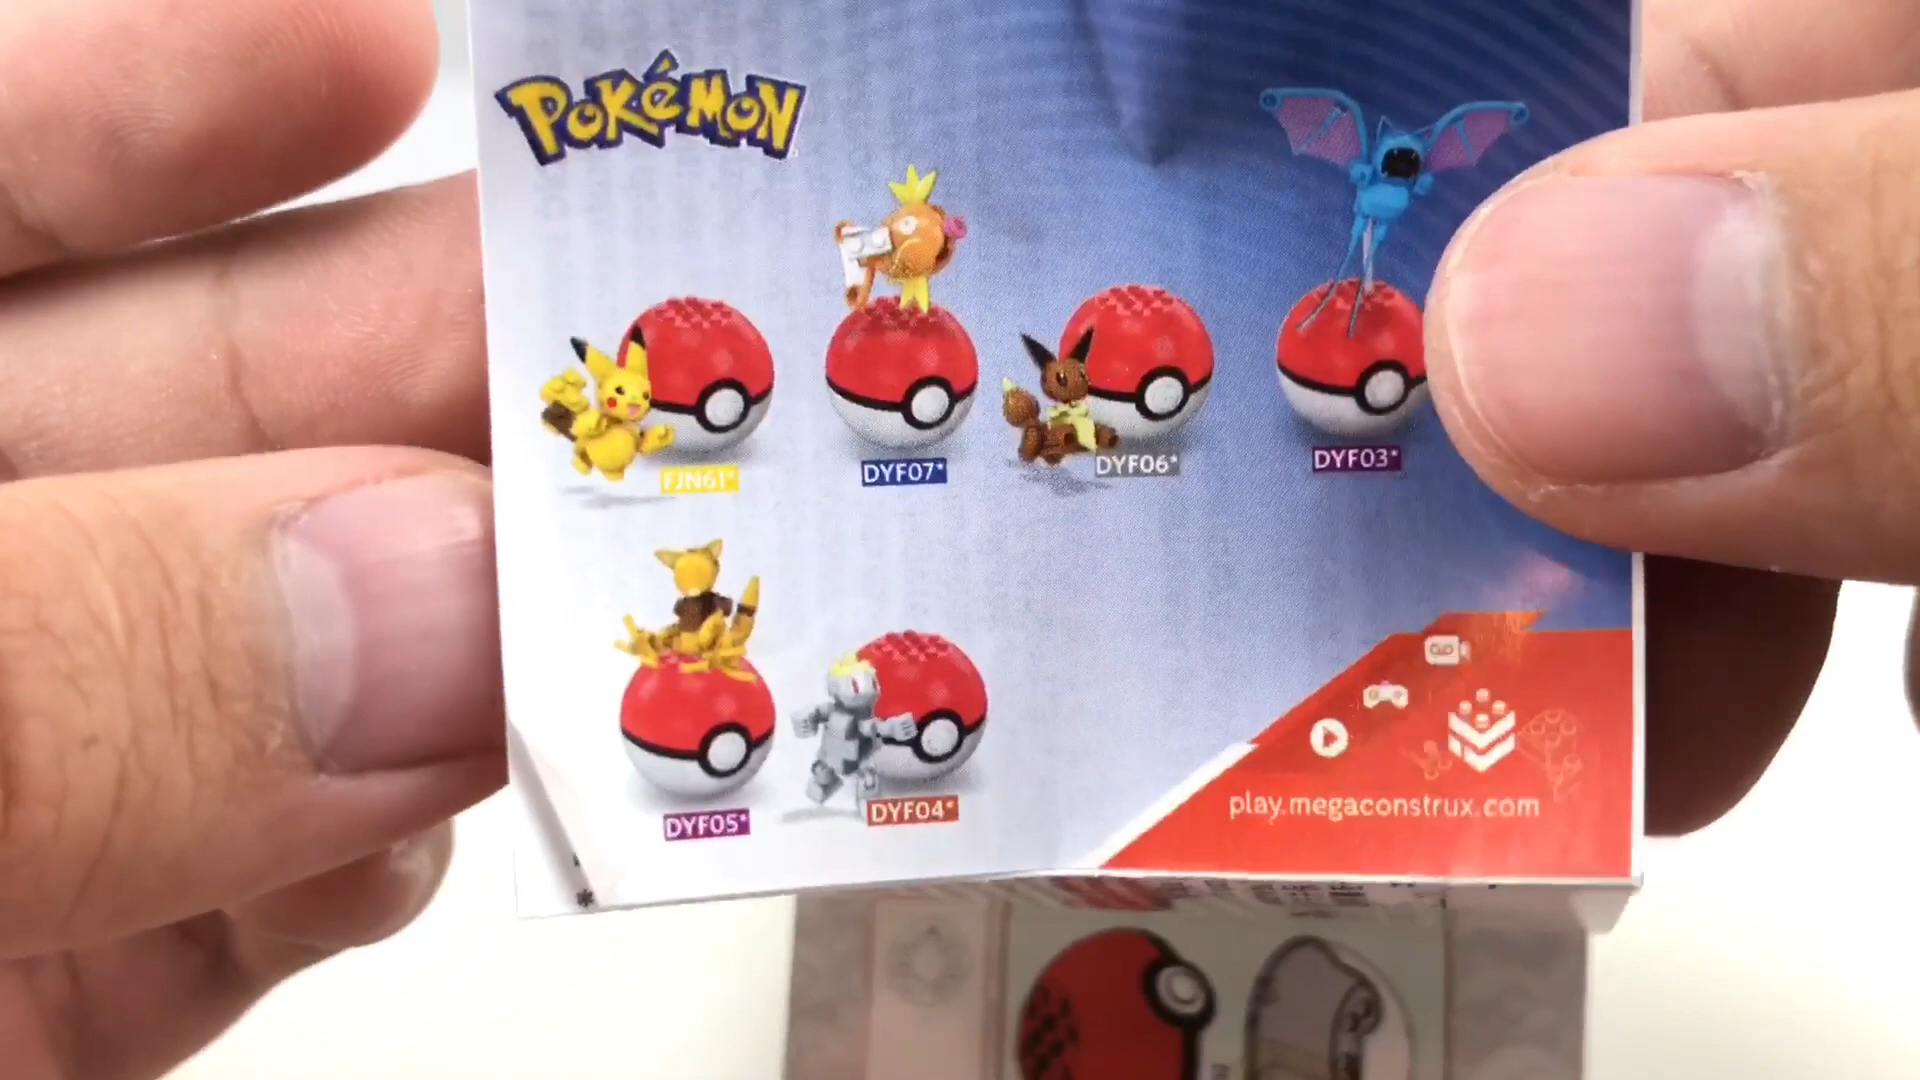 POKéMON
FJN61*
DYF07*
DYF06*
DYF03*
DYF05*
DYF04*
play.megaconstrux.com
*